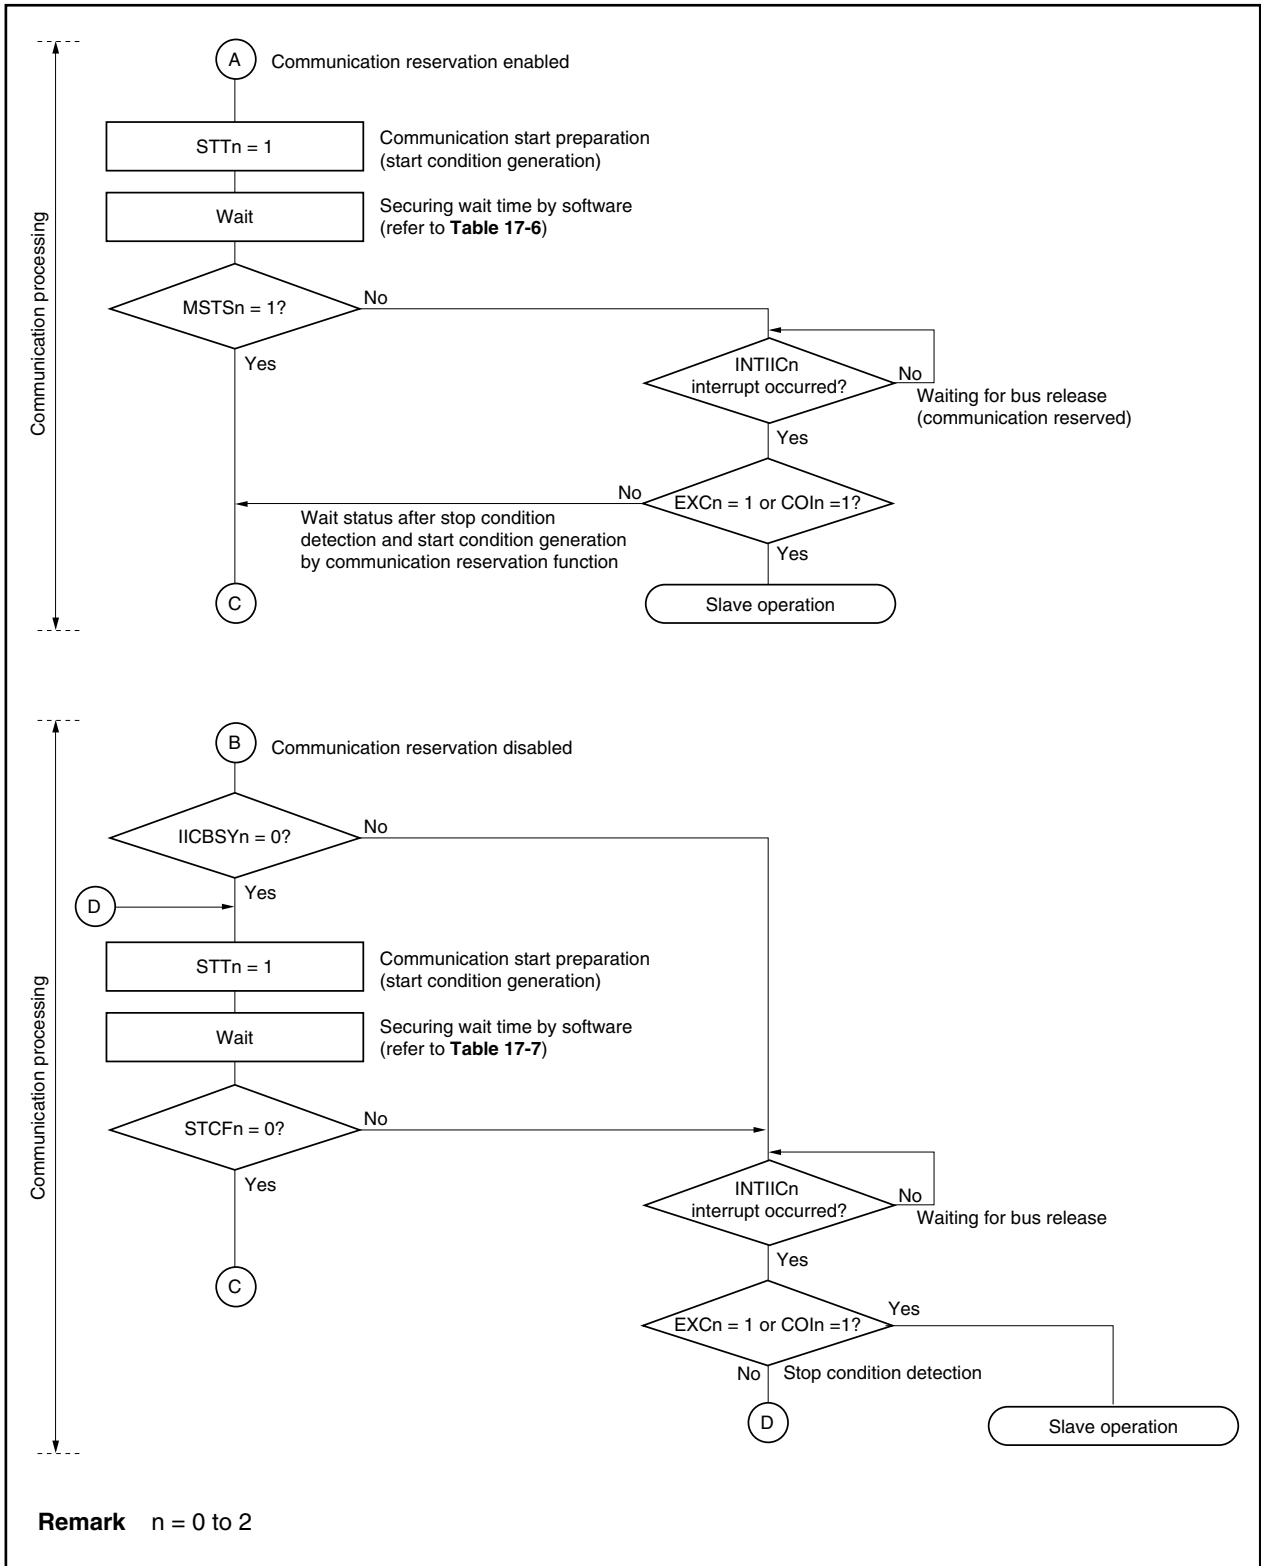 A
Communication reservation enabled
STTn = 1
Communication start preparation
(start condition generation)
Wait
Securing wait time by software
(refer to Table 17-6)
Communication processing
MSTSn = 1?
No
Yes
INTIICn
interrupt occurred?
No
Waiting for bus release
(communication reserved)
Yes
EXCn = 1 or COIn =1?
No
Wait status after stop condition
detection and start condition generation
by communication reservation function
Yes
C
Slave operation
B
Communication reservation disabled
IICBSYn = 0?
No
Yes
D
STTn = 1
Communication start preparation
(start condition generation)
Wait
Securing wait time by software
(refer to Table 17-7)
Communication processing
STCFn = 0?
No
Yes
INTIICn
interrupt occurred?
No
Waiting for bus release
Yes
C
EXCn = 1 or COIn =1?
Yes
No
Stop condition detection
D
Slave operation
Remark n = 0 to 2